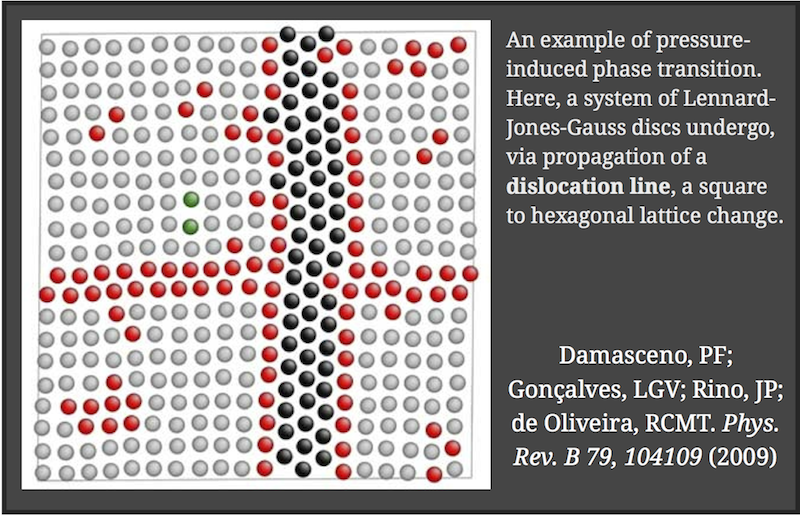 An example of pressure-
induced phase transition.
Here, a system of Lennard-
Jones-Gauss discs undergo,
via propagation of a
dislocation line, a square
to hexagonal lattice change.
Damasceno, PF;
Gonçalves, LGV; Rino, JP;
de Oliveira, RCMT. Phys.
Rev. B 79, 104109 (2009)